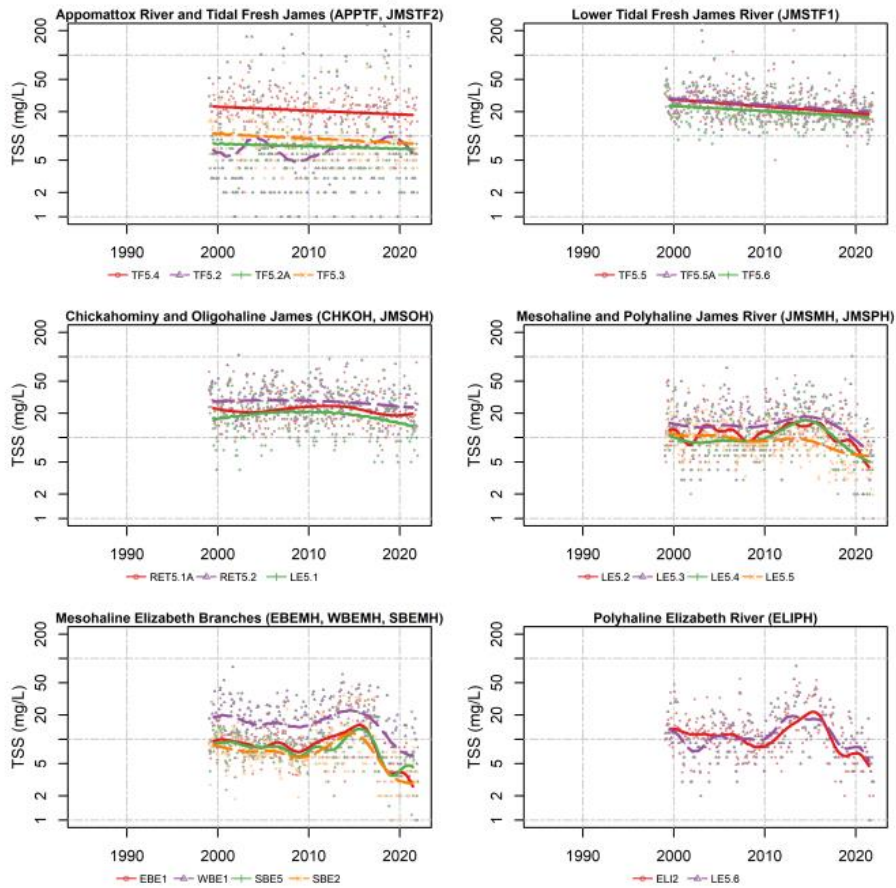 Appomattox River and Tidal Fresh James (APPTF, JMSTF2)
TSS (mg/L)
200
50
20
10
5
2
1
1990 2000 2010 2020
TF5.4 TF5.2 TF5.2A TF5.3
Lower Tidal Fresh James River (JMSTF1)
TSS (mg/L)
200
50
20
5
2
1
1990 2000 2010 2020
TF5.5 TF5.5A TF5.6
Chickahominy and Oligohaline James (CHKOH, JMSOH)
TSS (mg/L)
200
50
20
5
2
1
1990 2000 2010 2020
RET5.1A RET5.2 LE5.1
Mesohaline and Polyhaline James River (JMSMH, JMSPH)
TSS (mg/L)
200
50
20
5
2
1
1990 2000 2010 2020
LE5.2 LE5.3 LE5.4 LE5.5
Mesohaline Elizabeth Branches (EBEMH, WBEMH, SBEMH)
TSS (mg/L)
200
50
20
5
2
1
1990 2000 2010 2020
EBE1 WBE1 SBE5 SBE2
Polyhaline Elizabeth River (ELIPH)
TSS (mg/L)
200
50
20
5
2
1
1990 2000 2010 2020
ELI2 LE5.6